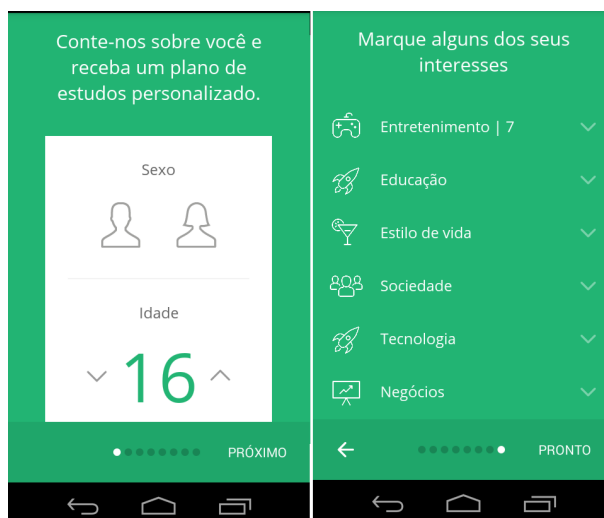 Conte-nos sobre você e
receba um plano de
estudos personalizado.
Sexo
Idade
16
PRÓXIMO
Marque alguns dos seus
interesses
Entretenimento | 7
Educação
Estilo de vida
Sociedade
Tecnologia
Negócios
PRONTO